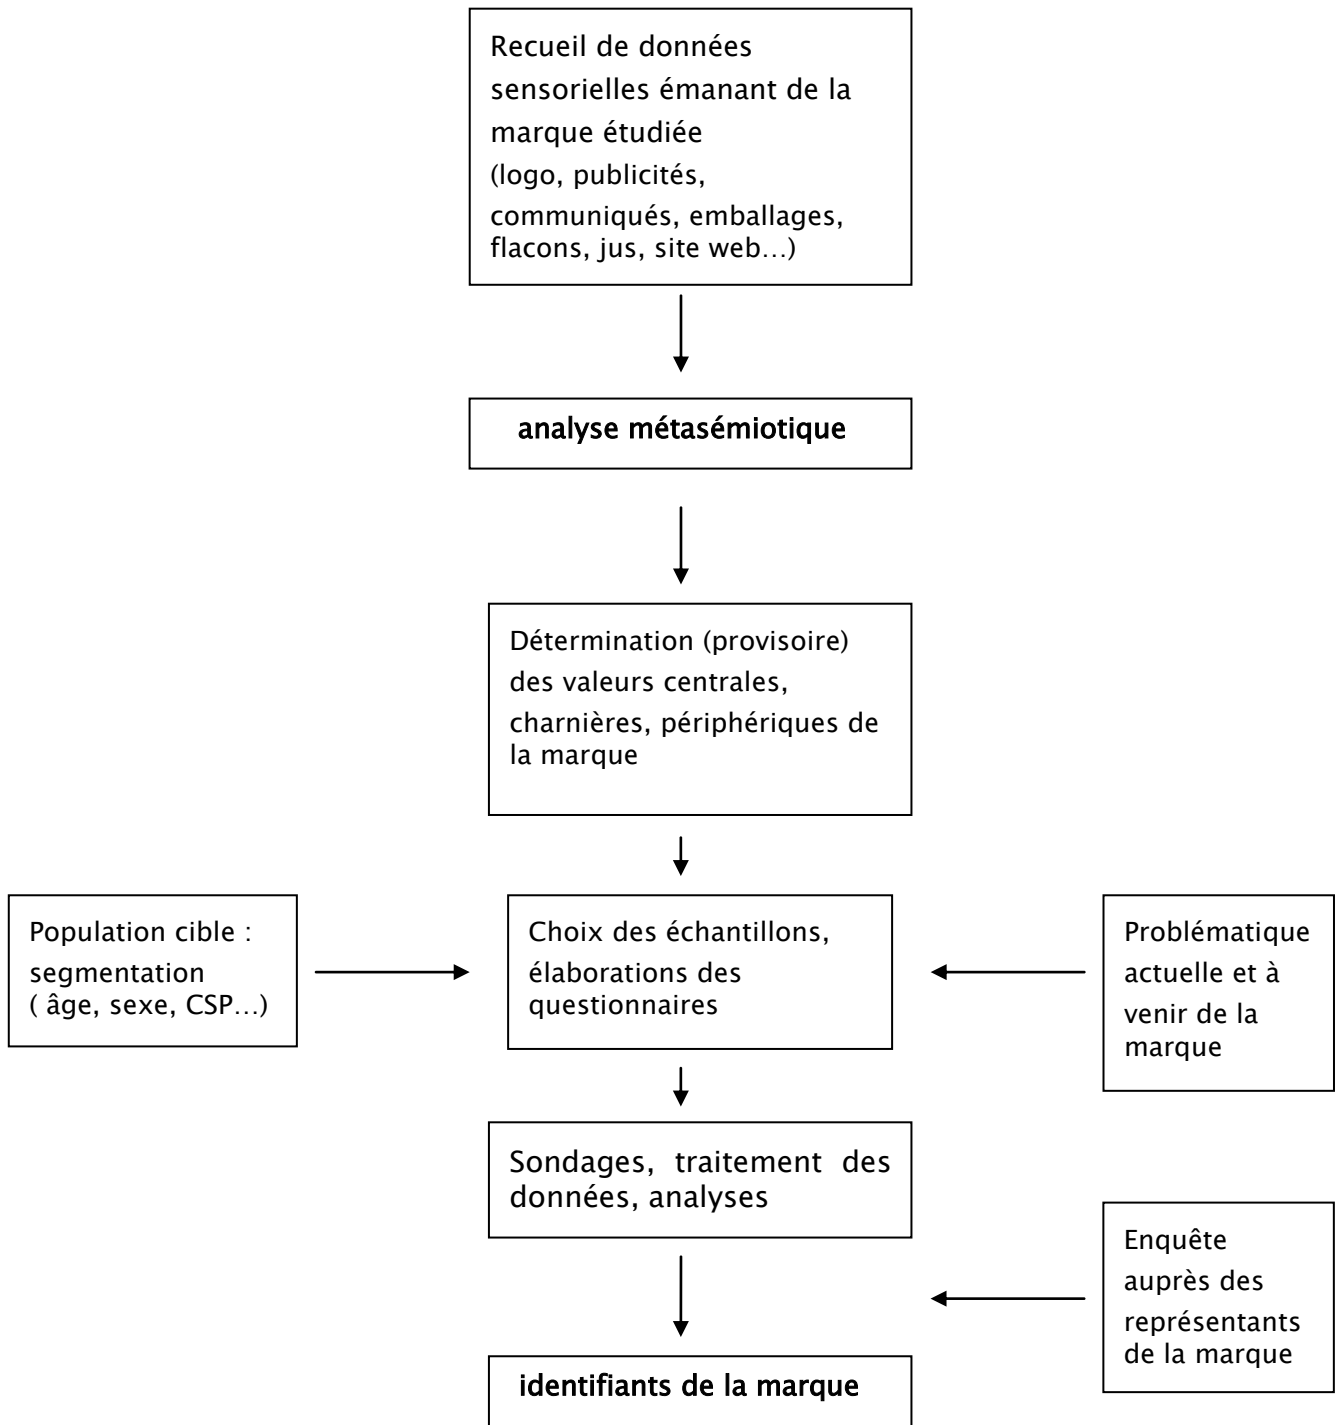 Recueil de données
sensorielles émanant de la
marque étudiée
(logo, publicités,
communiqués, emballages,
flacons, jus, site web…)
analyse métasémiotique
Détermination (provisoire)
des valeurs centrales,
charnières, périphériques de
la marque
Population cible :
segmentation
( âge, sexe, CSP…)
Choix des échantillons,
élaborations des
questionnaires
Problématique
actuelle et à
venir de la
marque
Sondages, traitement des
données, analyses
Enquête
auprès des
représentants
de la marque
identifiants de la marque